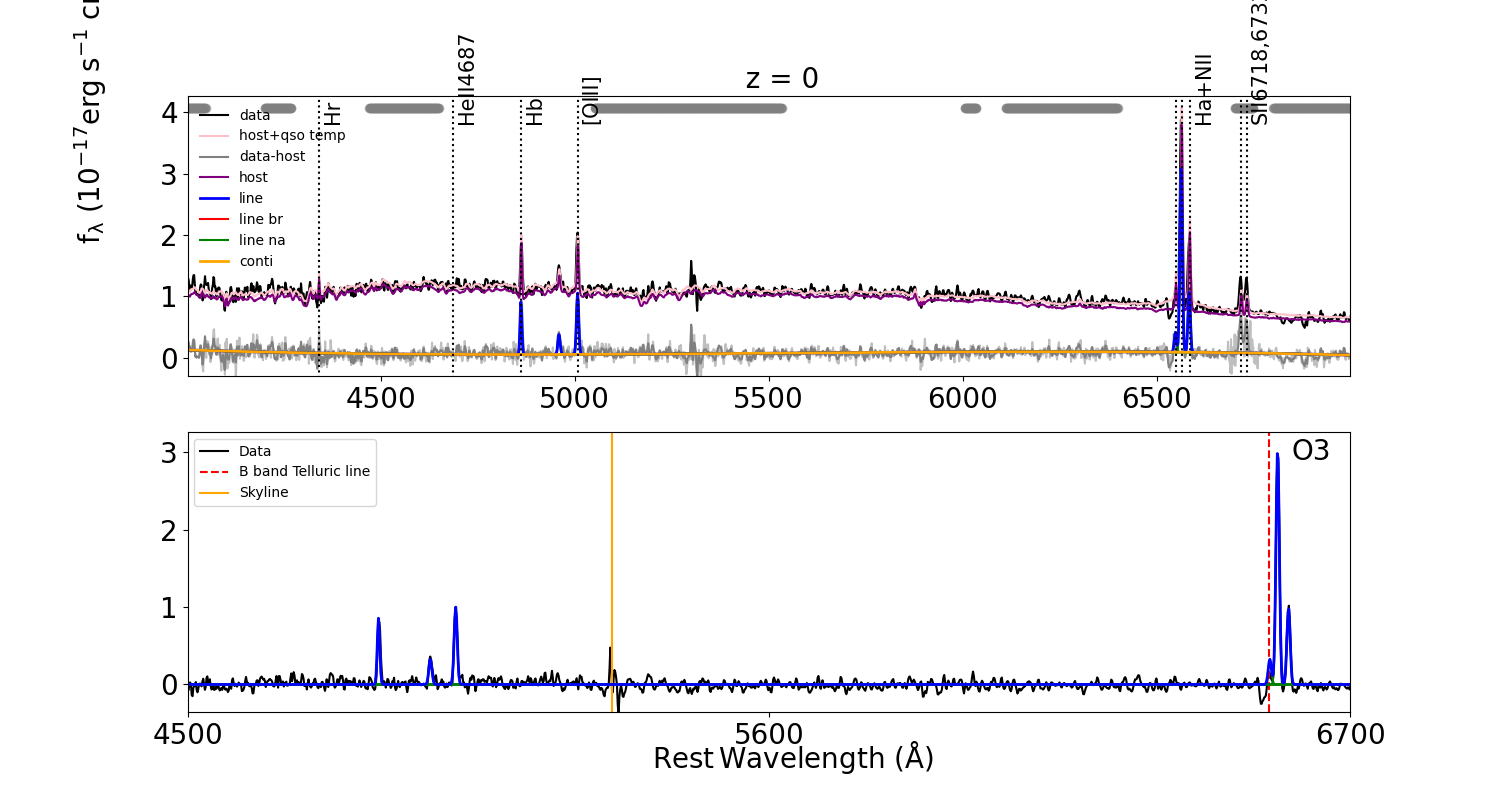 z = 0
f_λ (10^−17 erg s^−1
Hr
HeII4687
Hb
[OIII]
Ha+NII
SII6718,673
data
host+qso temp
data-host
host
line
line br
line na
conti
4
3
2
1
0
4500 5000 5500 6000 6500
Data
B band Telluric line
Skyline
O3
3
2
1
0
4500 5600 6700
Rest Wavelength (Å)